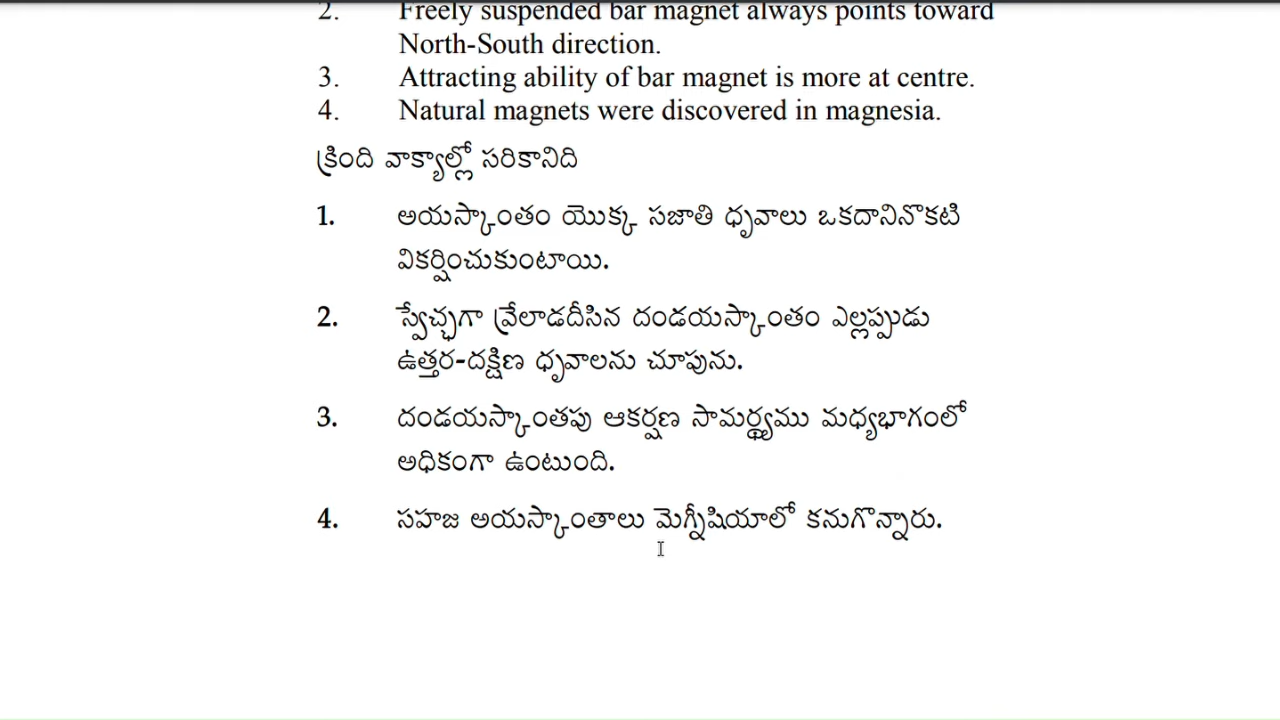 2. Freely suspended bar magnet always points toward
North-South direction.
3. Attracting ability of bar magnet is more at centre.
4. Natural magnets were discovered in magnesia.
క్రింది వాక్యాల్లో సరికానిది
1. అయస్కాంతం యొక్క సజాతి ధృవాలు ఒకదానినొకటి
వికర్షించుకుంటాయి.
2. స్వేచ్ఛగా వ్రేలాడదీసిన దండయస్కాంతం ఎల్లప్పుడు
ఉత్తర-దక్షిణ ధృవాలను చూపును.
3. దండయస్కాంతపు ఆకర్షణ సామర్థ్యము మధ్యభాగంలో
అధికంగా ఉంటుంది.
4. సహజ అయస్కాంతాలు మెగ్నీషియాలో కనుగొన్నారు.